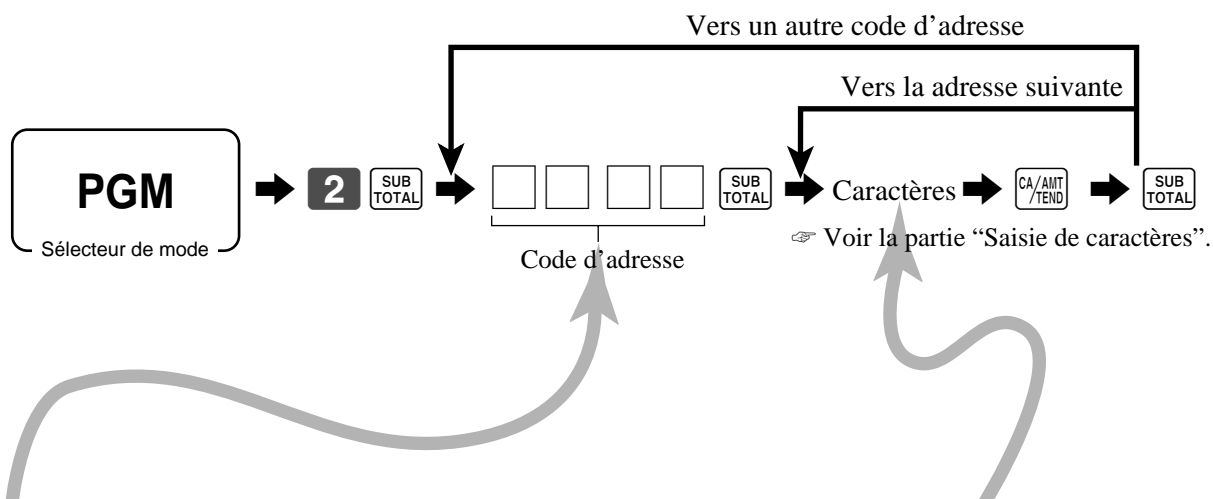 Vers un autre code d’adresse
Vers la adresse suivante
PGM
Sélecteur de mode
2
SUB
TOTAL
SUB
TOTAL
Caractères
CA/AMT
/TEND
SUB
TOTAL
☞ Voir la partie “Saisie de caractères”.
Code d’adresse